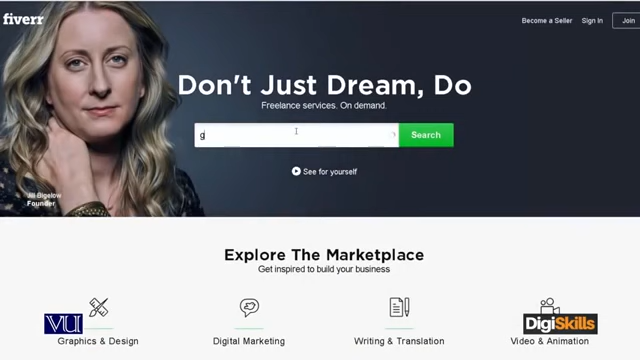 fiverr
Become a Seller Sign In Join
Don't Just Dream, Do
Freelance services. On demand.
g
Search
See for yourself
Jill Bigelow
Founder
Explore The Marketplace
Get inspired to build your business
VU
DigiSkills
Graphics & Design Digital Marketing Writing & Translation Video & Animation